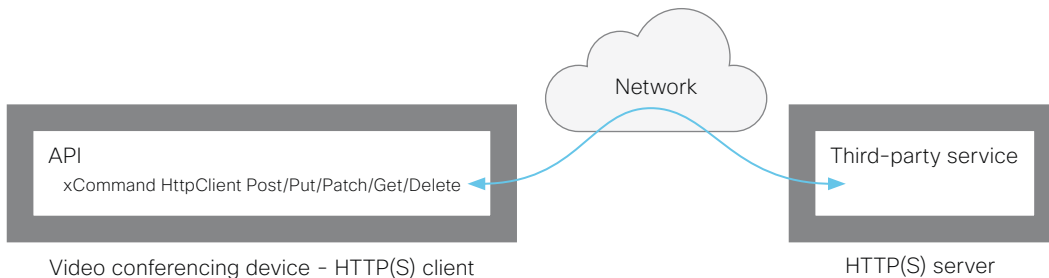 Network
API
xCommand HttpClient Post/Put/Patch/Get/Delete
Third-party service
Video conferencing device - HTTP(S) client
HTTP(S) server